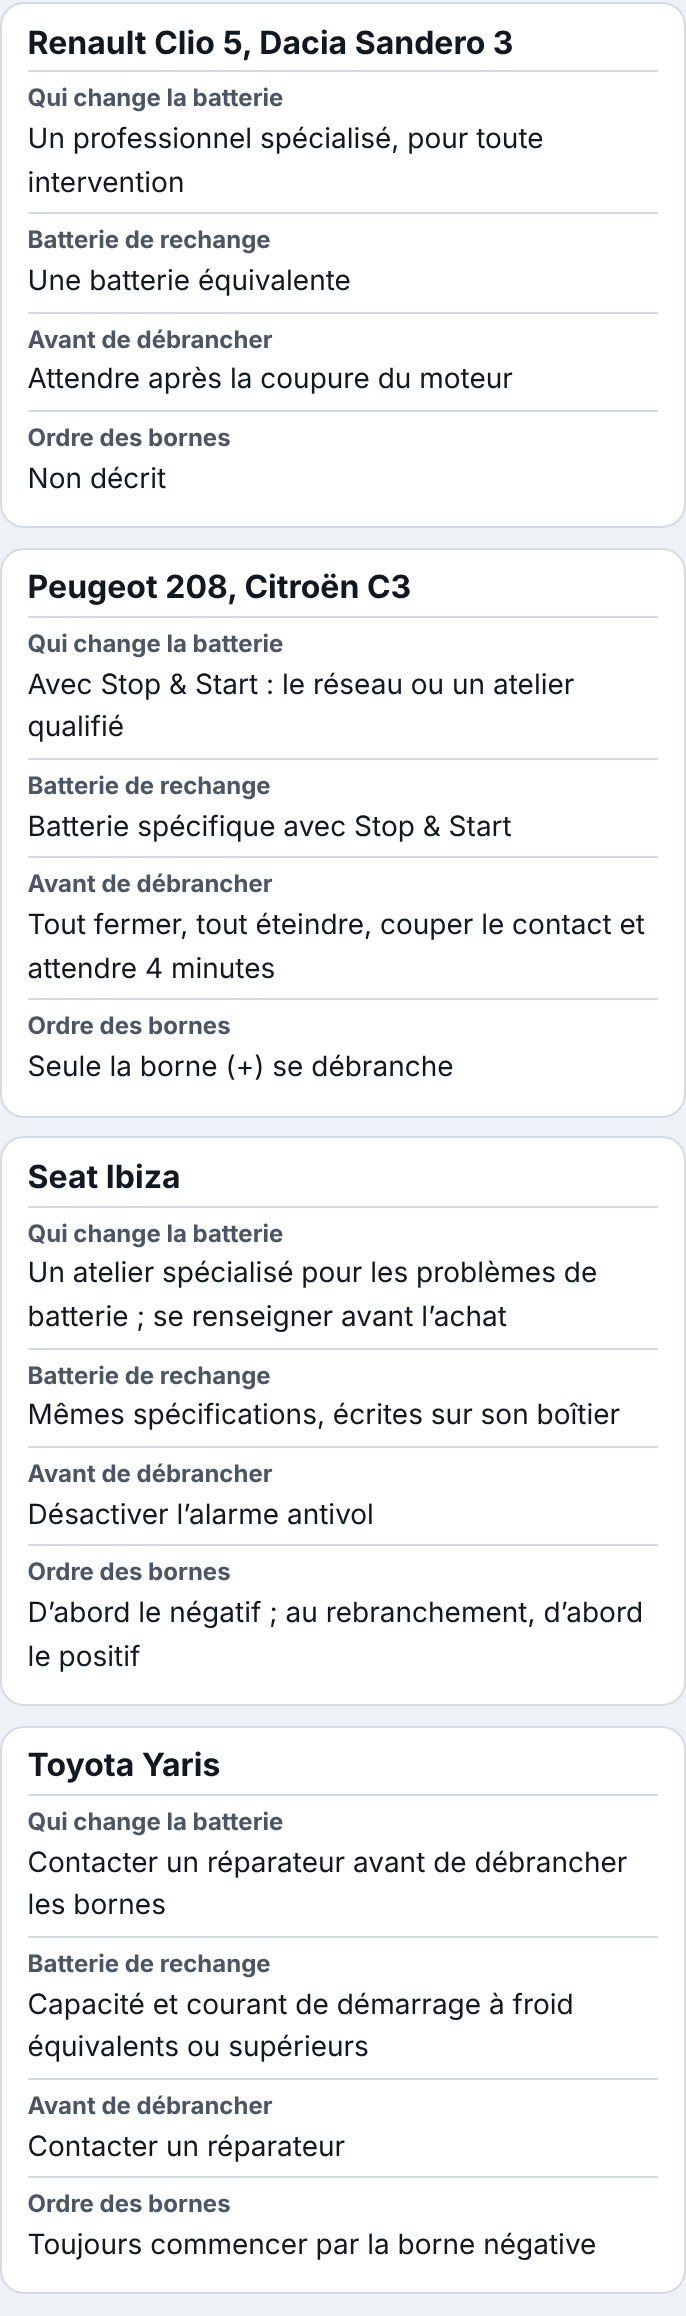 Renault Clio 5, Dacia Sandero 3
Qui change la batterie
Un professionnel spécialisé, pour toute
intervention
Batterie de rechange
Une batterie équivalente
Avant de débrancher
Attendre après la coupure du moteur
Ordre des bornes
Non décrit
Peugeot 208, Citroën C3
Qui change la batterie
Avec Stop & Start : le réseau ou un atelier
qualifié
Batterie de rechange
Batterie spécifique avec Stop & Start
Avant de débrancher
Tout fermer, tout éteindre, couper le contact et
attendre 4 minutes
Ordre des bornes
Seule la borne (+) se débranche
Seat Ibiza
Qui change la batterie
Un atelier spécialisé pour les problèmes de
batterie ; se renseigner avant l’achat
Batterie de rechange
Mêmes spécifications, écrites sur son boîtier
Avant de débrancher
Désactiver l’alarme antivol
Ordre des bornes
D’abord le négatif ; au rebranchement, d’abord
le positif
Toyota Yaris
Qui change la batterie
Contacter un réparateur avant de débrancher
les bornes
Batterie de rechange
Capacité et courant de démarrage à froid
équivalents ou supérieurs
Avant de débrancher
Contacter un réparateur
Ordre des bornes
Toujours commencer par la borne négative